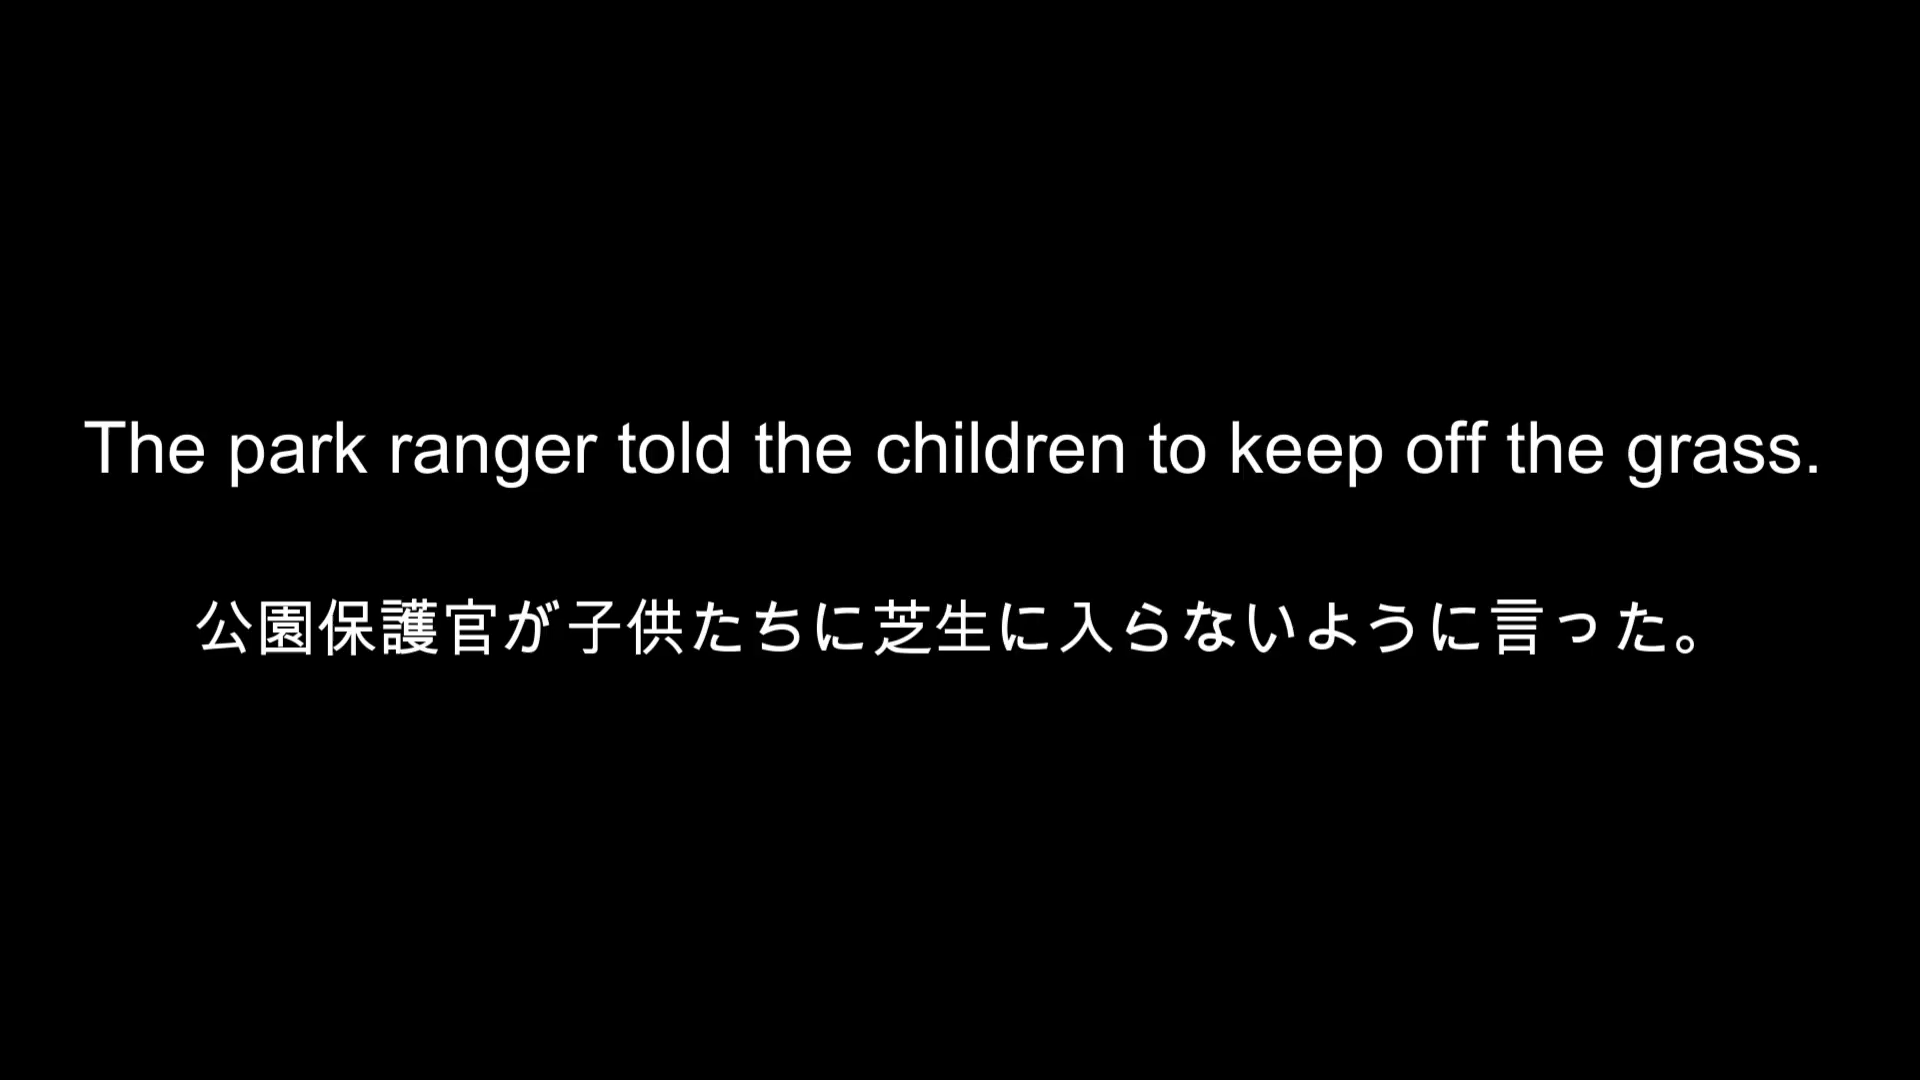 The park ranger told the children to keep off the grass.
公園保護官が子供たちに芝生に入らないように言った。